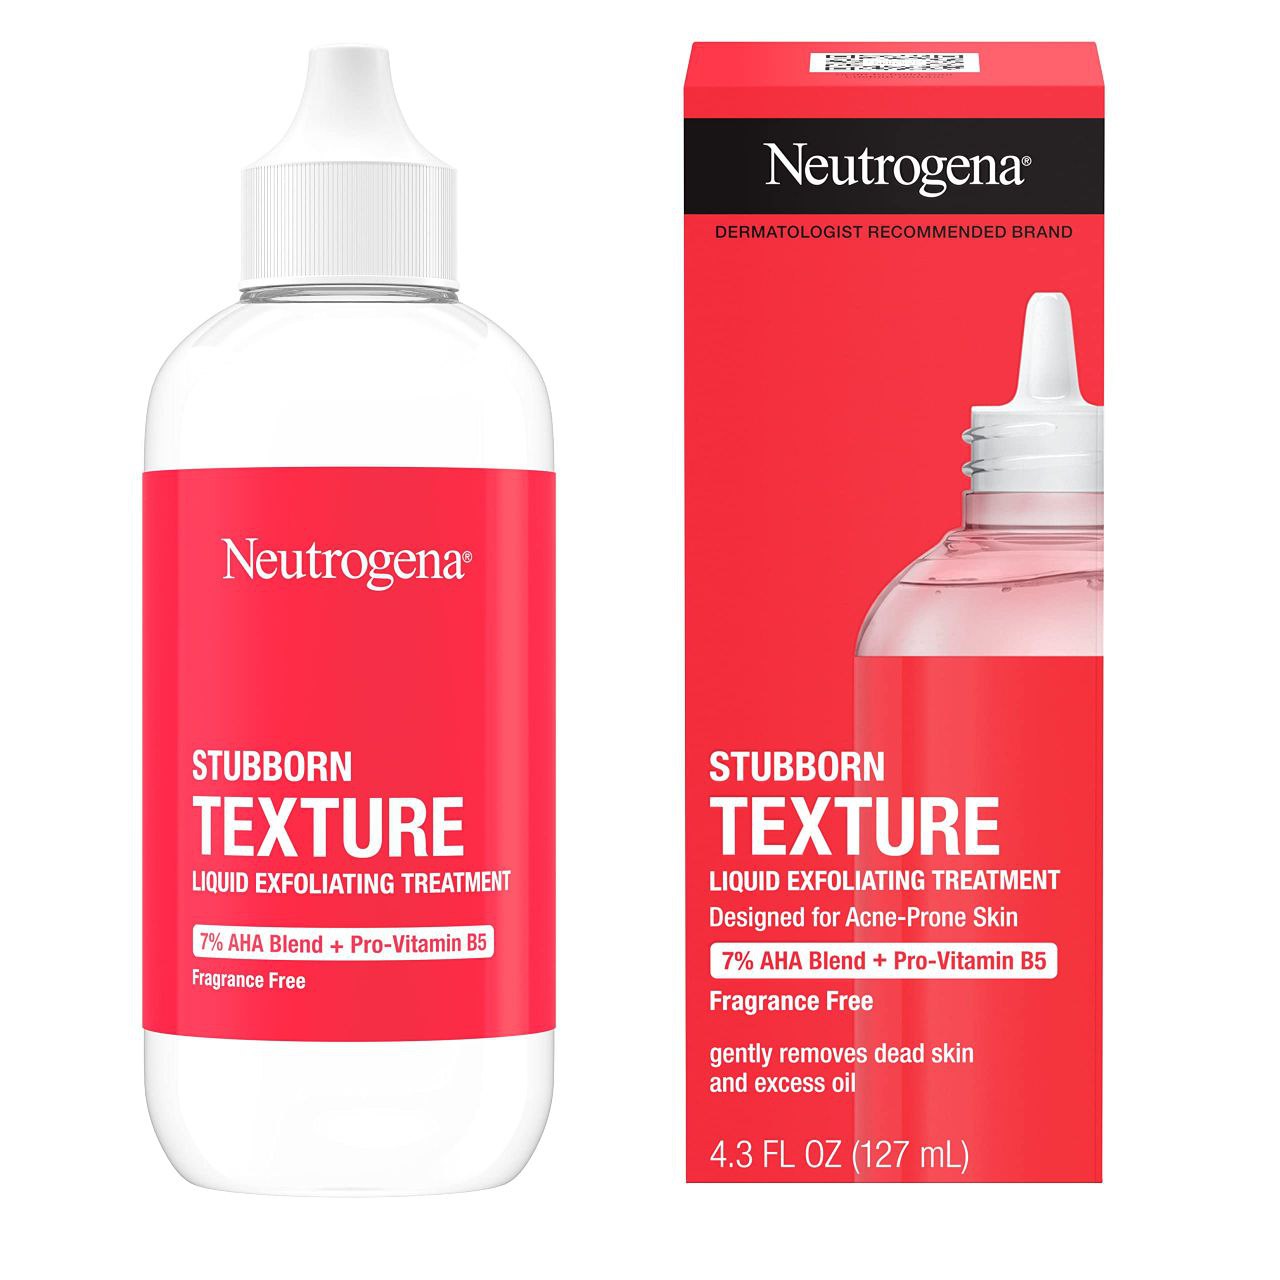 Neutrogena®
STUBBORN
TEXTURE
LIQUID EXFOLIATING TREATMENT
7% AHA Blend + Pro-Vitamin B5
Fragrance Free
Neutrogena®
DERMATOLOGIST RECOMMENDED BRAND
STUBBORN
TEXTURE
LIQUID EXFOLIATING TREATMENT
Designed for Acne-Prone Skin
7% AHA Blend + Pro-Vitamin B5
Fragrance Free
gently removes dead skin
and excess oil
4.3 FL OZ (127 mL)